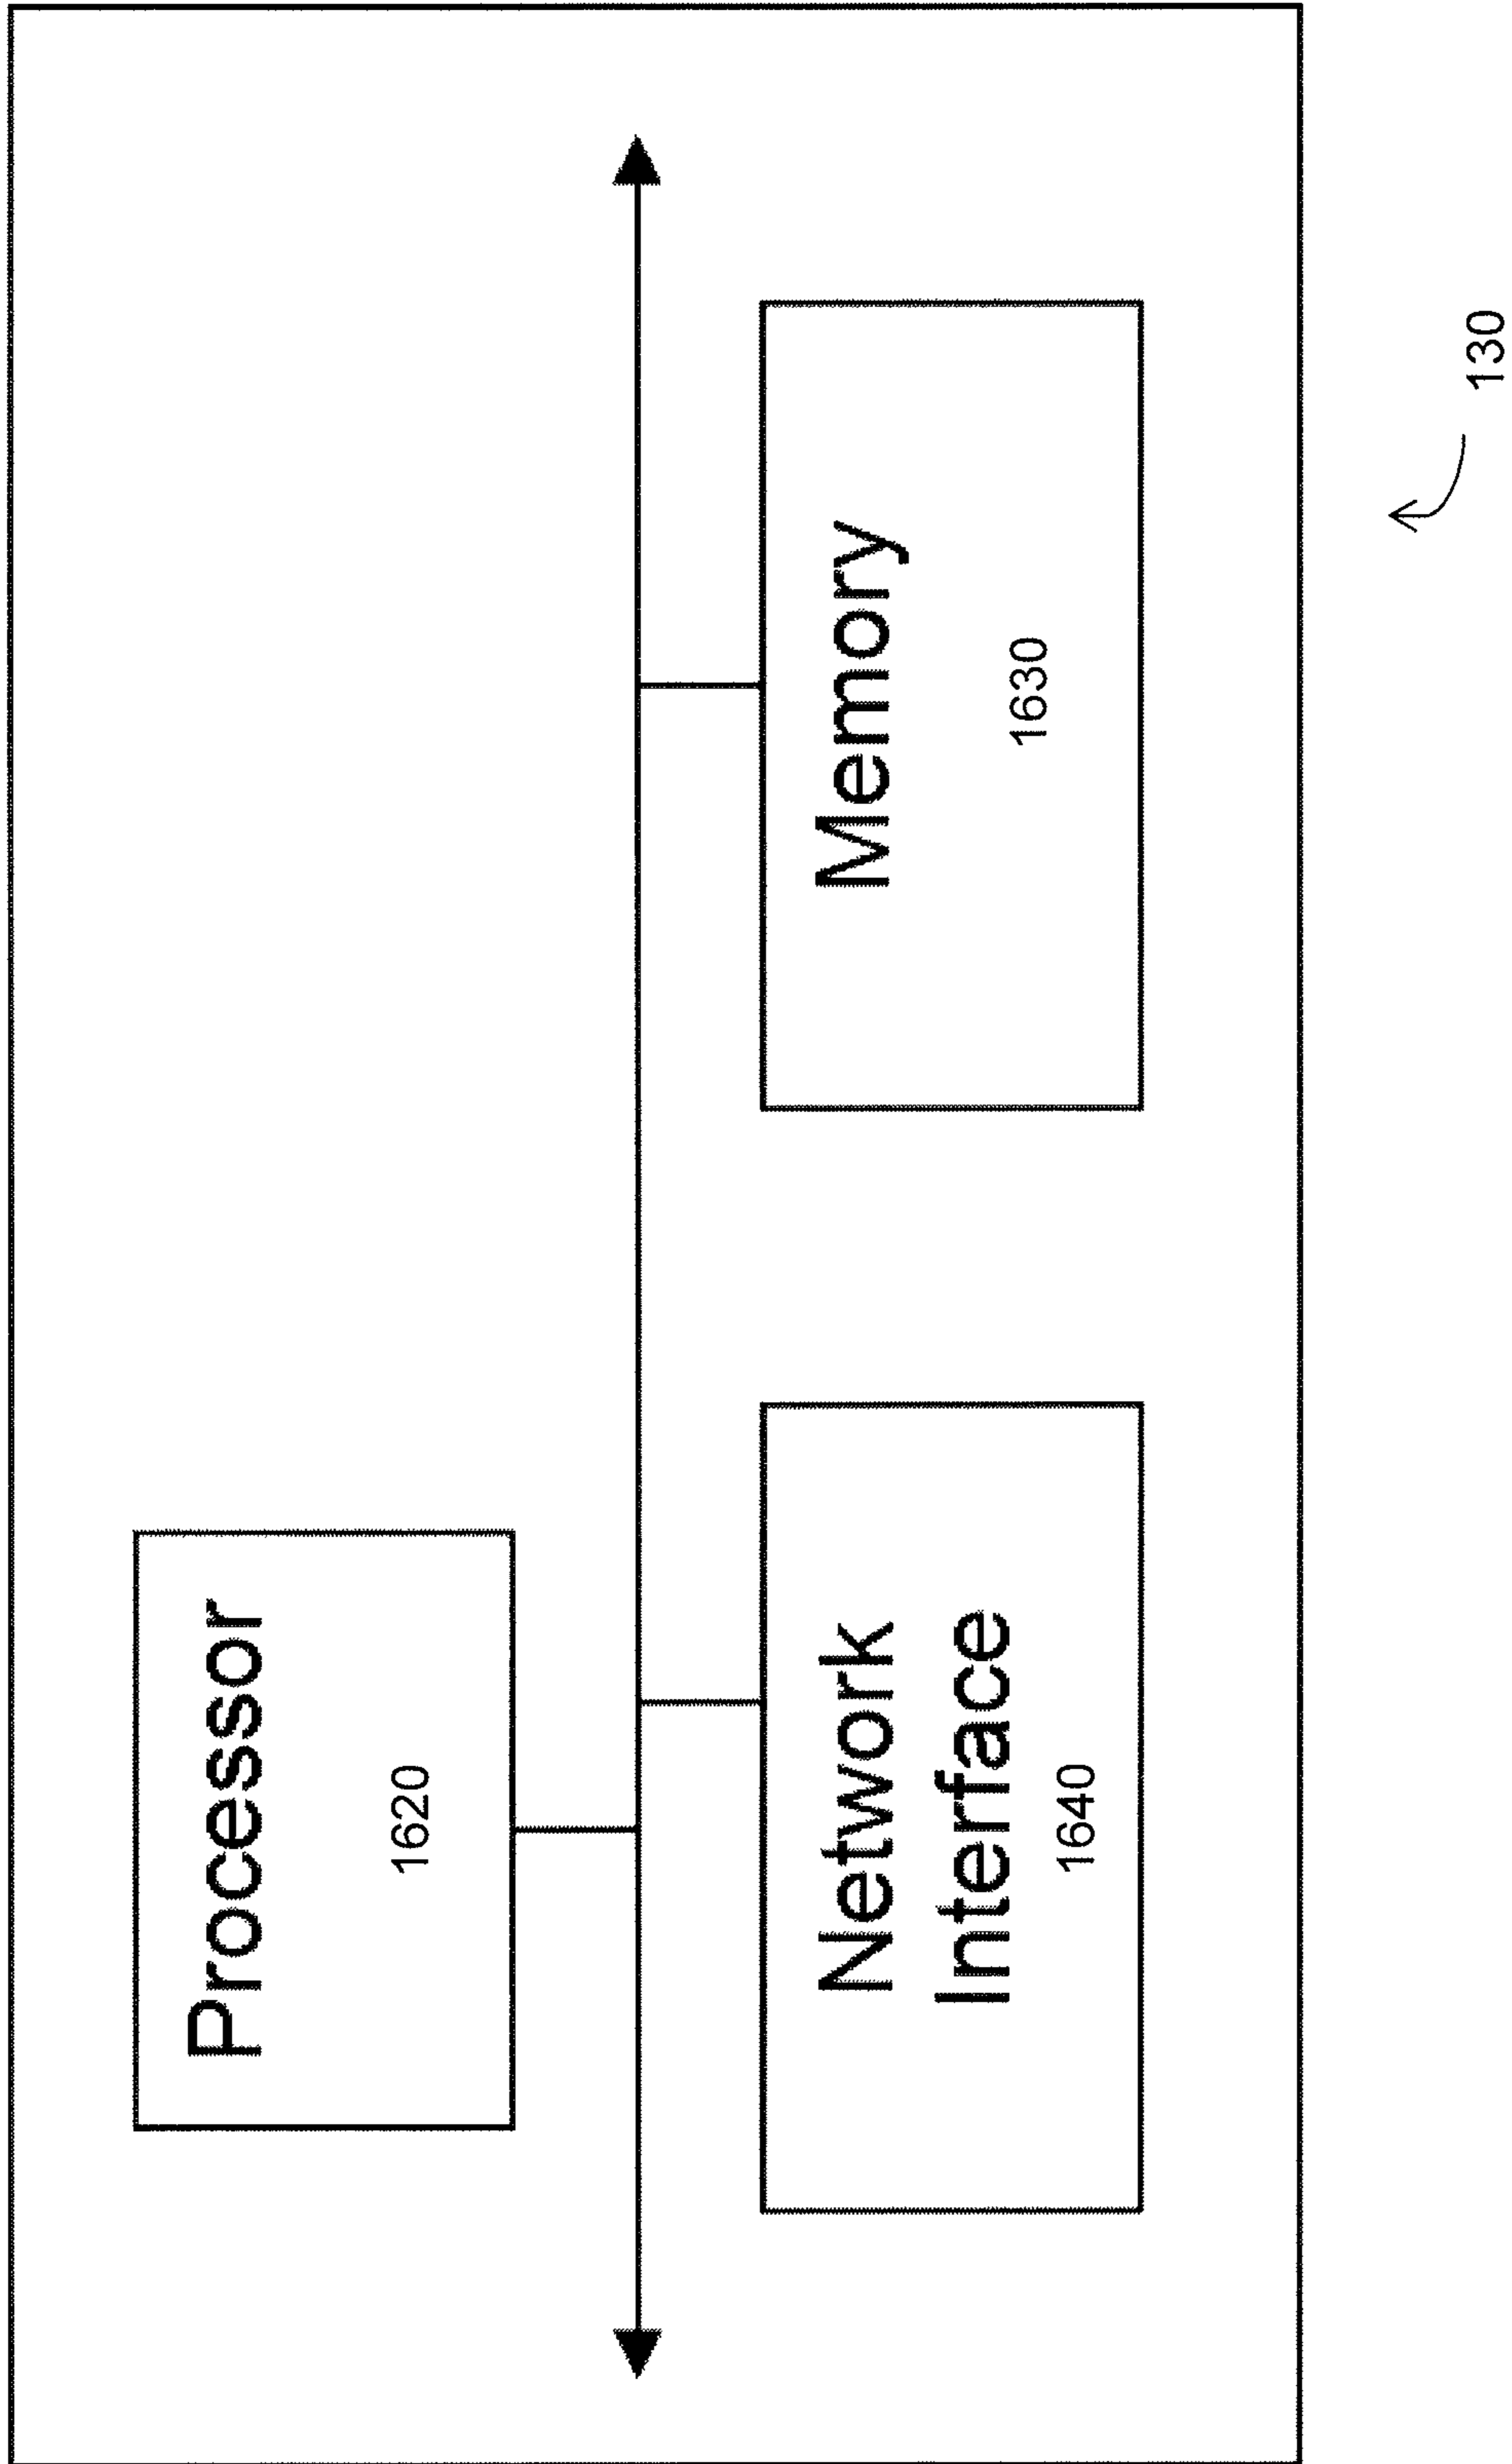 Processor
1620
Network
Interface
1640
Memory
1630
130